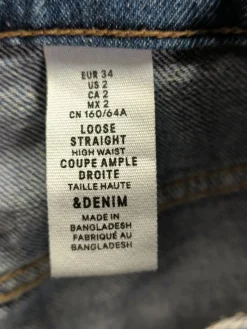 EUR 34
US 2
CA 2
MX 2
CN 160/64A
LOOSE
STRAIGHT
HIGH WAIST
COUPE AMPLE
DROITE
TAILLE HAUTE
&DENIM
MADE IN
BANGLADESH
FABRIQUÉ AU
BANGLADESH